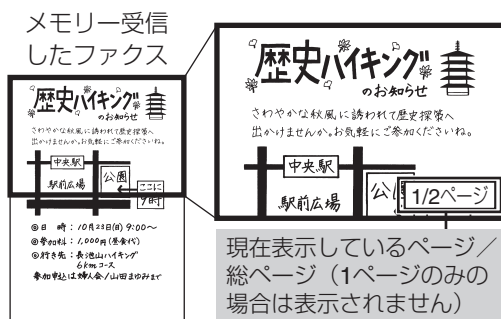 メモリー受信
したファクス
歴史ハイキング
のお知らせ
さわやかな秋風に誘われて歴史探策へ
出かけませんか。お気軽にご参加くださいね。
中央駅
駅前広場
公園
ここに
9時
◎日　時：10月23日(日) 9:00〜
◎参加料：1,000円(昼食代)
◎行き先：長池山ハイキング
6kmコース
参加申込は婦人会/山田まゆみまで
歴史ハイキング
のお知らせ
さわやかな秋風に誘われて歴史探策へ
出かけませんか。お気軽にご参加くださいね。
中央駅
駅前広場
公
1/2ページ
現在表示しているページ／
総ページ（1ページのみの
場合は表示されません）